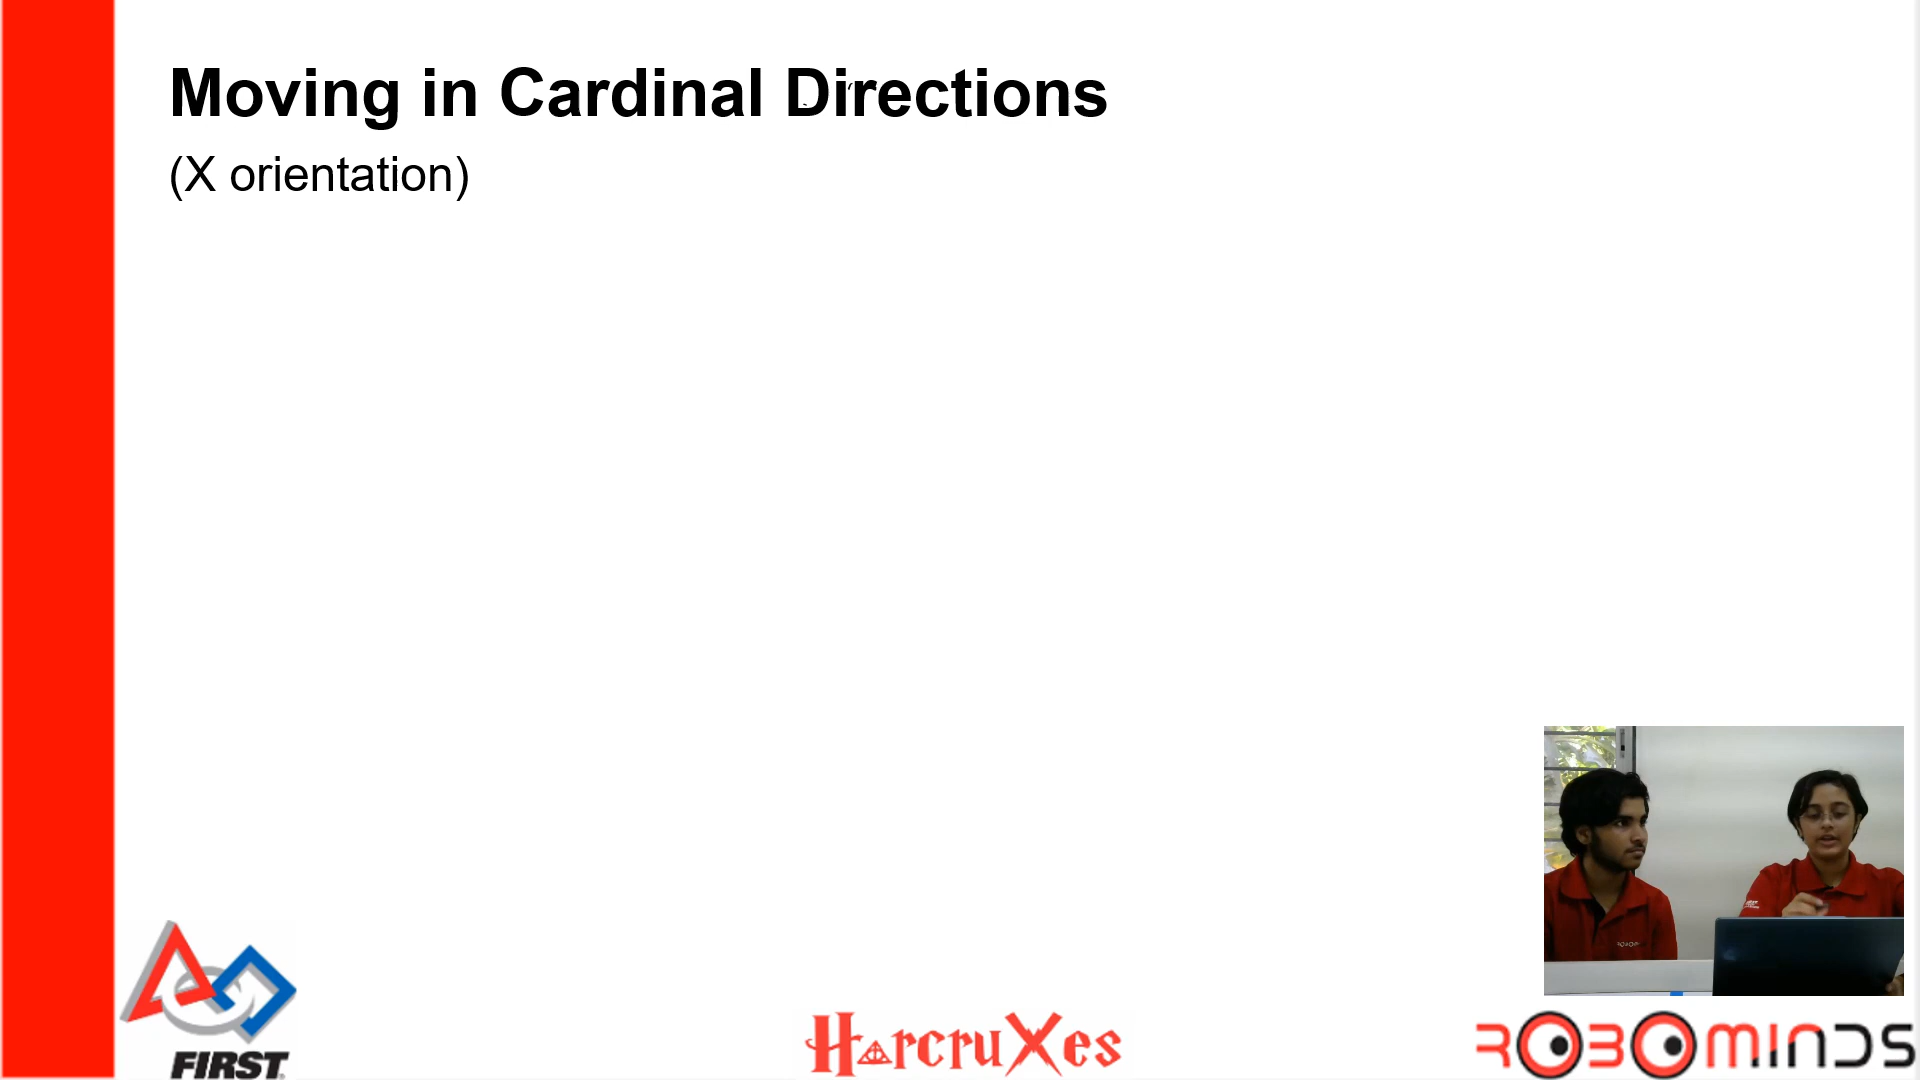 Moving in Cardinal Directions
(X orientation)
FIRST
HarcruXes
ROBOMINDS